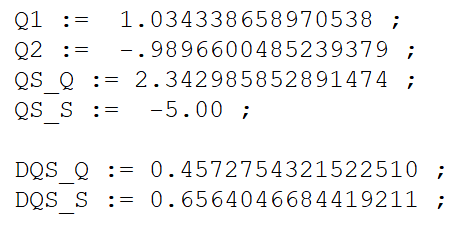 Q1 :=  1.034338658970538 ;
Q2 :=  -.9896600485239379 ;
QS_Q := 2.342985852891474 ;
QS_S :=  -5.00 ;

DQS_Q := 0.4572754321522510 ;
DQS_S := 0.6564046684419211 ;